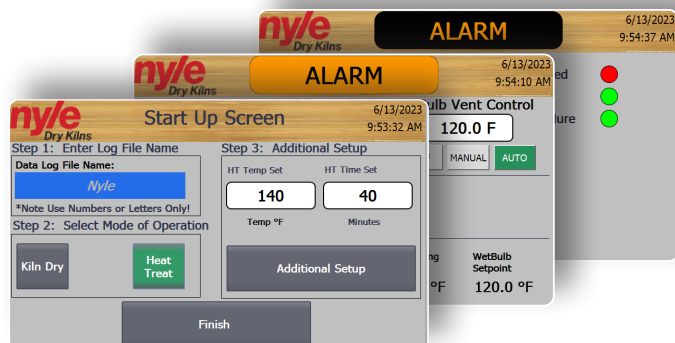 nyle
Dry Kilns
ALARM
6/13/2023
9:54:37 AM
nyle
Dry Kilns
ALARM
6/13/2023
9:54:10 AM
Vent Control
120.0 F
MANUAL
AUTO
WetBulb
Setpoint
°F
120.0 °F
nyle
Dry Kilns
Start Up Screen
6/13/2023
9:53:32 AM
Step 1: Enter Log File Name
Data Log File Name:
Nyle
*Note Use Numbers or Letters Only!
Step 2: Select Mode of Operation
Kiln Dry
Heat
Treat
Step 3: Additional Setup
HT Temp Set
HT Time Set
140
40
Temp °F
Minutes
Additional Setup
Finish